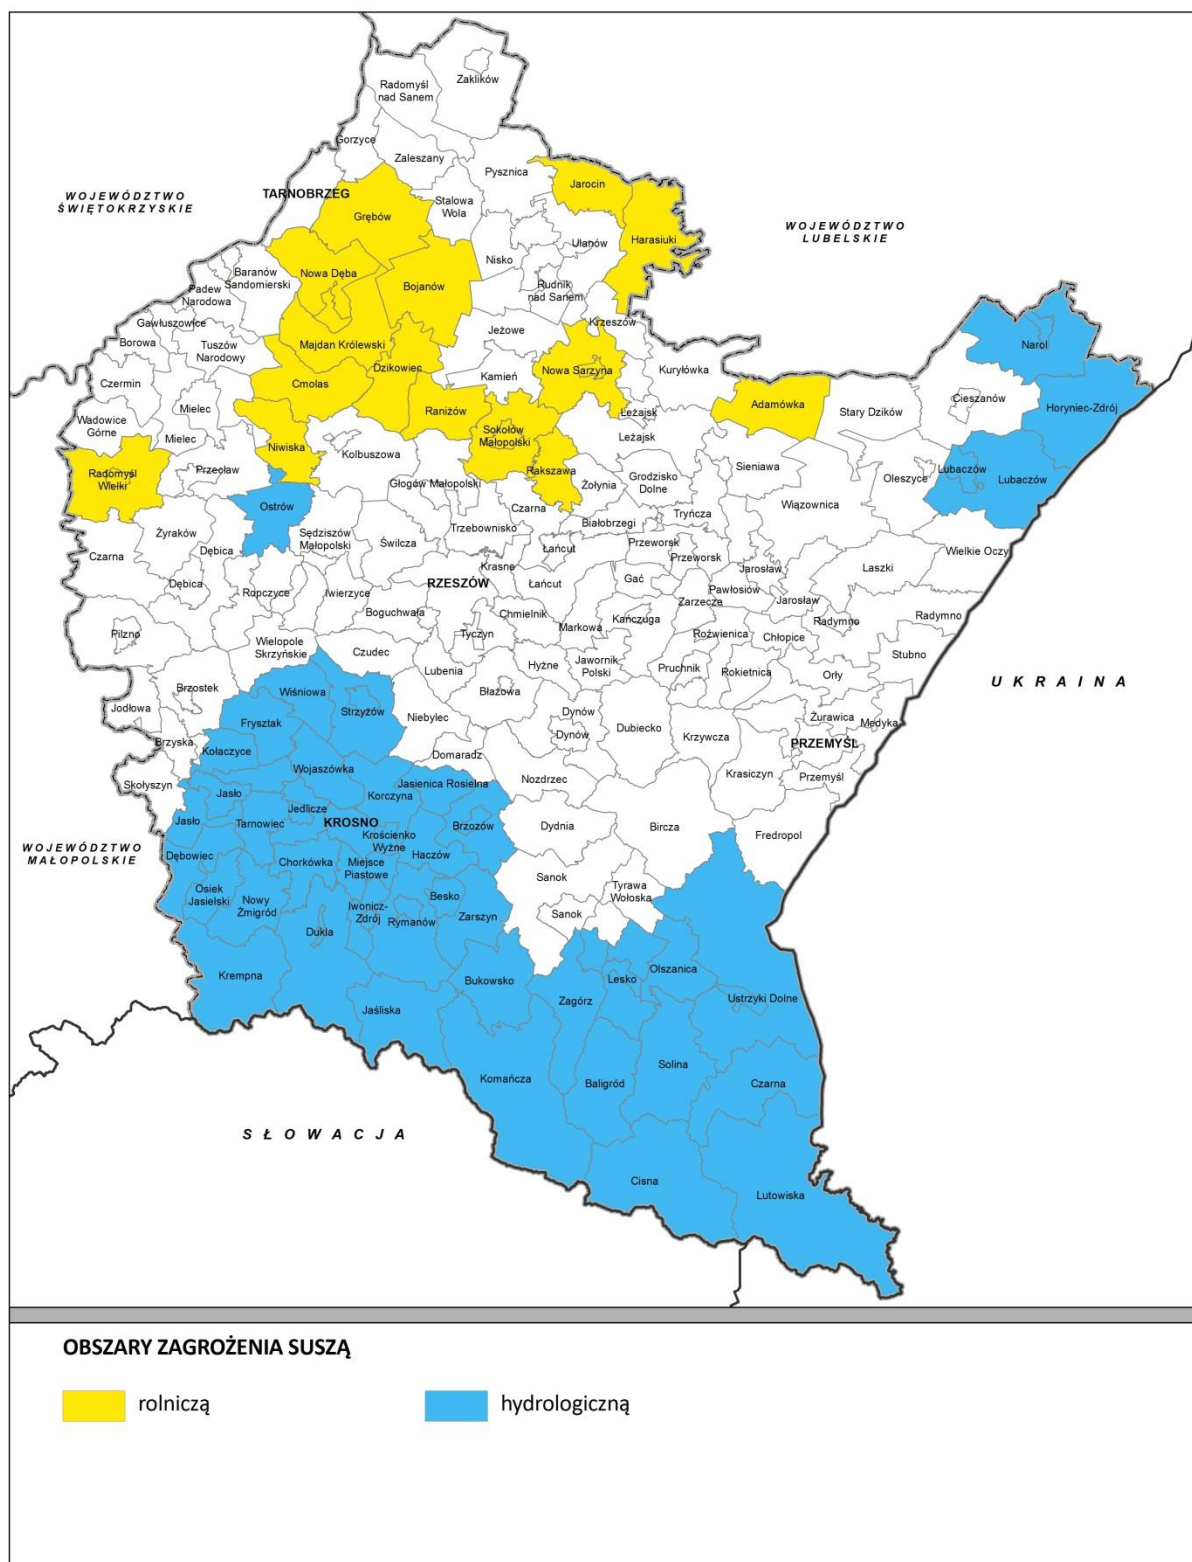 Zaklików
Radomyśl
nad Sanem
Gorzyce
Zaleszany
Pysznica
Jarocin
TARNOBRZEG
WOJEWÓDZTWO
ŚWIĘTOKRZYSKIE
Stalowa
Wola
Grębów
WOJEWÓDZTWO
LUBELSKIE
Harasiuki
Ulanów
Nisko
Baranów
Sandomierski
Nowa Dęba
Bojanów
Rudnik
nad Sanem
Padew
Narodowa
Gawłuszowice
Krzeszów
Jeżowe
Borowa
Tuszów
Narodowy
Majdan Królewski
Narol
Dzikowiec
Kamień
Nowa Sarzyna
Kuryłówka
Czermin
Cmolas
Cieszanów
Horyniec-Zdrój
Adamówka
Stary Dzików
Mielec
Raniżów
Leżajsk
Wadowice
Górne
Sokołów
Małopolski
Leżajsk
Mielec
Niwiska
Kolbuszowa
Radomyśl
Wielki
Przecław
Rakszawa
Sieniawa
Lubaczów
Lubaczów
Oleszyce
Głogów Małopolski
Żołynia
Grodzisko
Dolne
Ostrów
Czarna
Wiązownica
Tryńcza
Żyraków
Sędziszów
Małopolski
Trzebownisko
Białobrzegi
Czarna
Dębica
Świlcza
Łańcut
Przeworsk
Przeworsk
Wielkie Oczy
Krasne
Jarosław
Laszki
Dębica
RZESZÓW
Łańcut
Gać
Pawłosiów
Ropczyce
Iwierzyce
Zarzecze
Jarosław
Boguchwała
Chmielnik
Markowa
Kańczuga
Radymno
Radymno
Pilzno
Tyczyn
Roźwienica
Chłopice
Wielopole
Skrzyńskie
Czudec
Stubno
Lubenia
Hyżne
Jawornik
Polski
Pruchnik
Rokietnica
Orły
UKRAINA
Brzostek
Wiśniowa
Błażowa
Jodłowa
Strzyżów
Niebylec
Dynów
Dubiecko
Żurawica
Medyka
Frysztak
Dynów
Krzywcza
PRZEMYŚL
Brzyska
Kołaczyce
Domaradz
Wojaszówka
Krasiczyn
Przemyśl
Skołyszyn
Jasło
Jasienica Rosielna
Nozdrzec
Korczyna
Jedlicze
Jasło
Tarnowiec
KROSNO
Brzozów
Dydnia
Bircza
Fredropol
WOJEWÓDZTWO
MAŁOPOLSKIE
Krościenko
Wyżne
Dębowiec
Chorkówka
Miejsce
Piastowe
Haczów
Sanok
Tyrawa
Wołoska
Osiek
Jasielski
Nowy
Żmigród
Besko
Iwonicz-
Zdrój
Rymanów
Zarszyn
Sanok
Dukla
Krempna
Bukowsko
Olszanica
Lesko
Zagórz
Ustrzyki Dolne
Jaśliska
Komańcza
Solina
Baligród
Czarna
SŁOWACJA
Cisna
Lutowiska
OBSZARY ZAGROŻENIA SUSZĄ
rolniczą
hydrologiczną